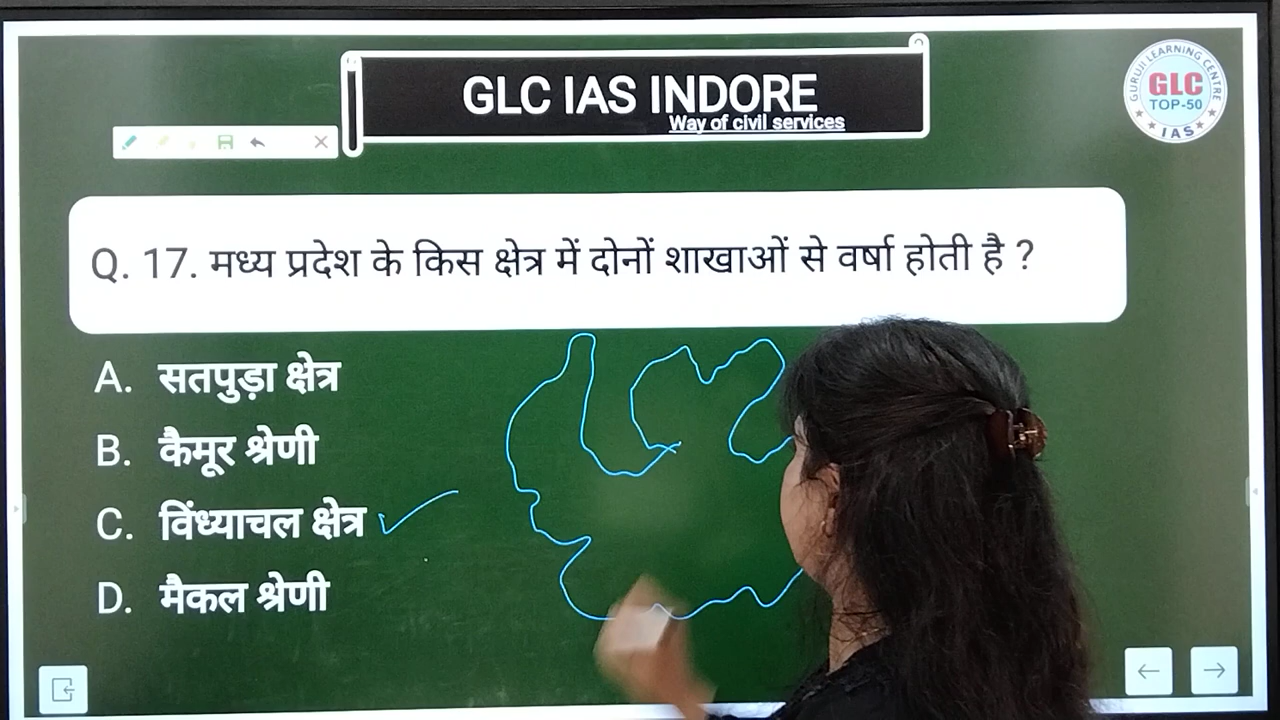 GLC IAS INDORE
Way of civil services
GURUJI LEARNING CENTRE
GLC
TOP-50
IAS
Q. 17. मध्य प्रदेश के किस क्षेत्र में दोनों शाखाओं से वर्षा होती है ?
A. सतपुड़ा क्षेत्र
B. कैमूर श्रेणी
C. विंध्याचल क्षेत्र
D. मैकल श्रेणी